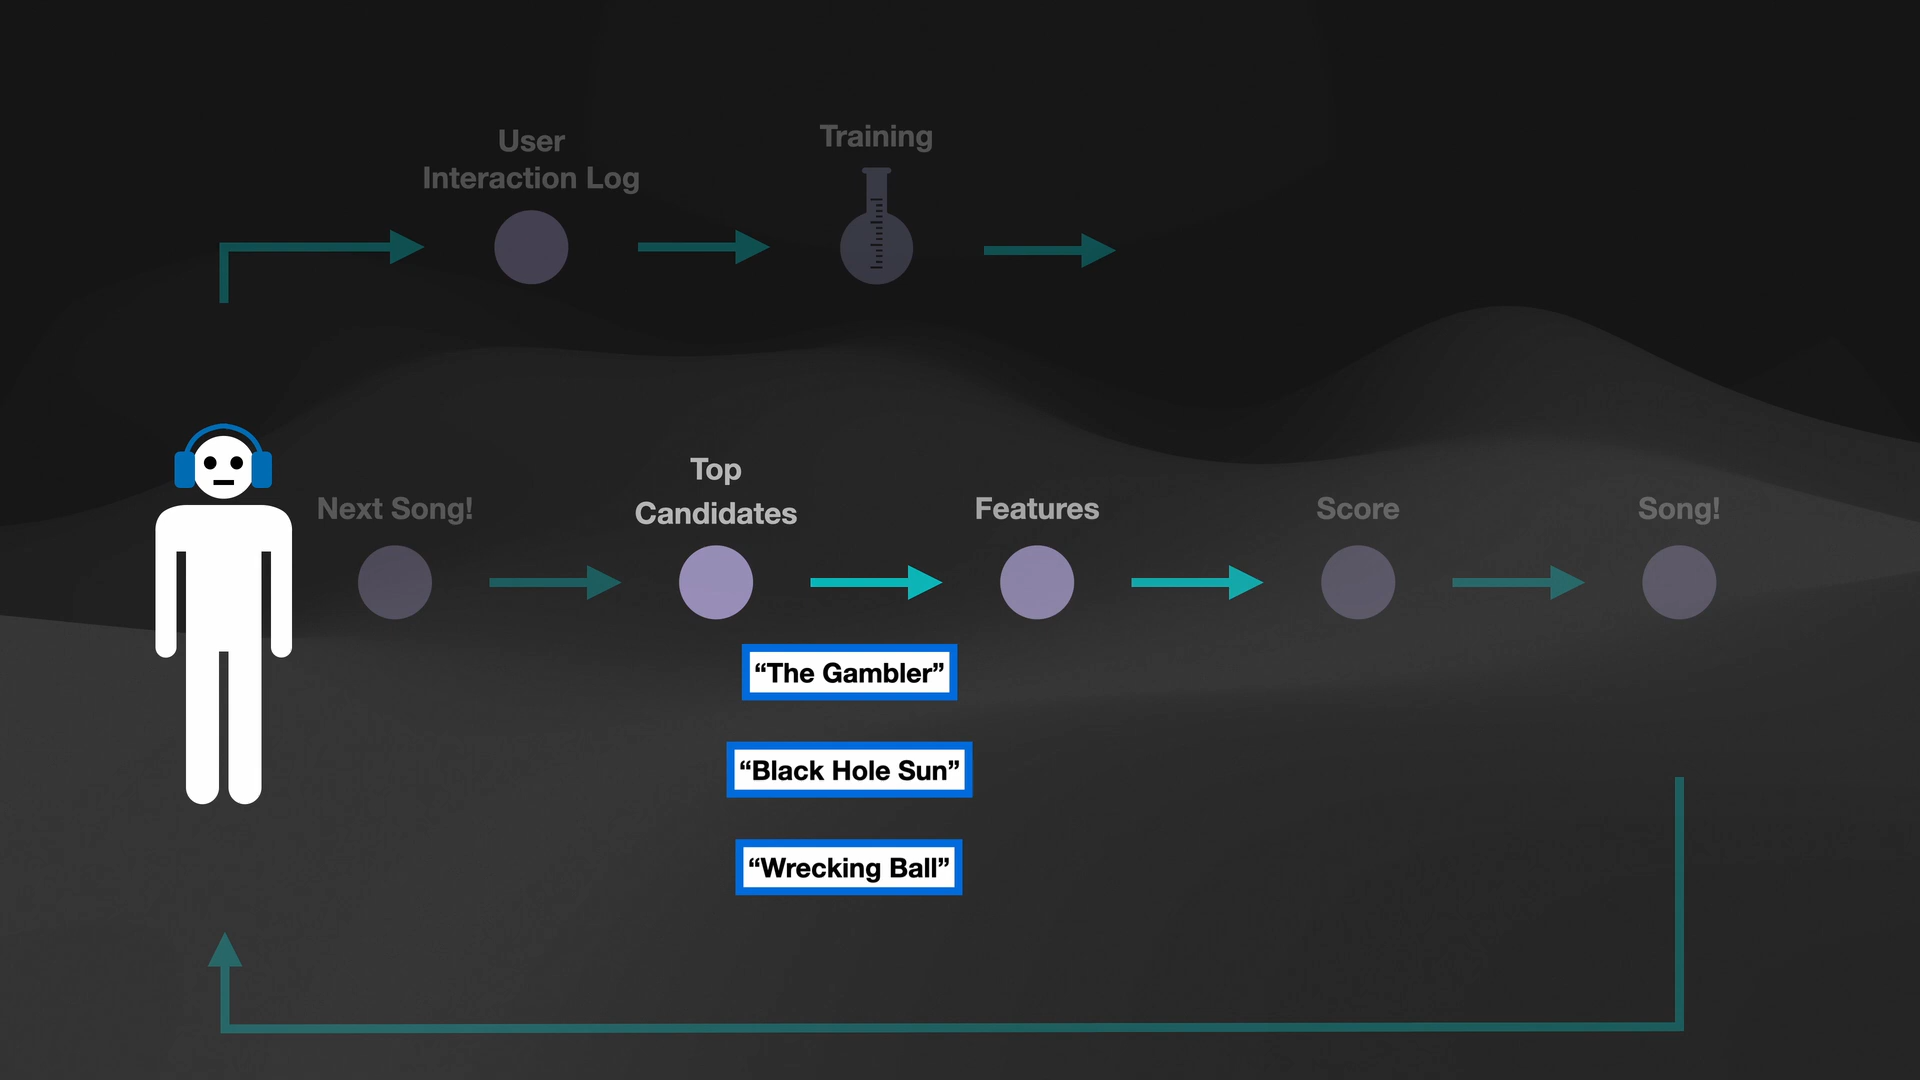 User
Interaction Log
Training
Next Song!
Top
Candidates
Features
Score
Song!
“The Gambler”
“Black Hole Sun”
“Wrecking Ball”